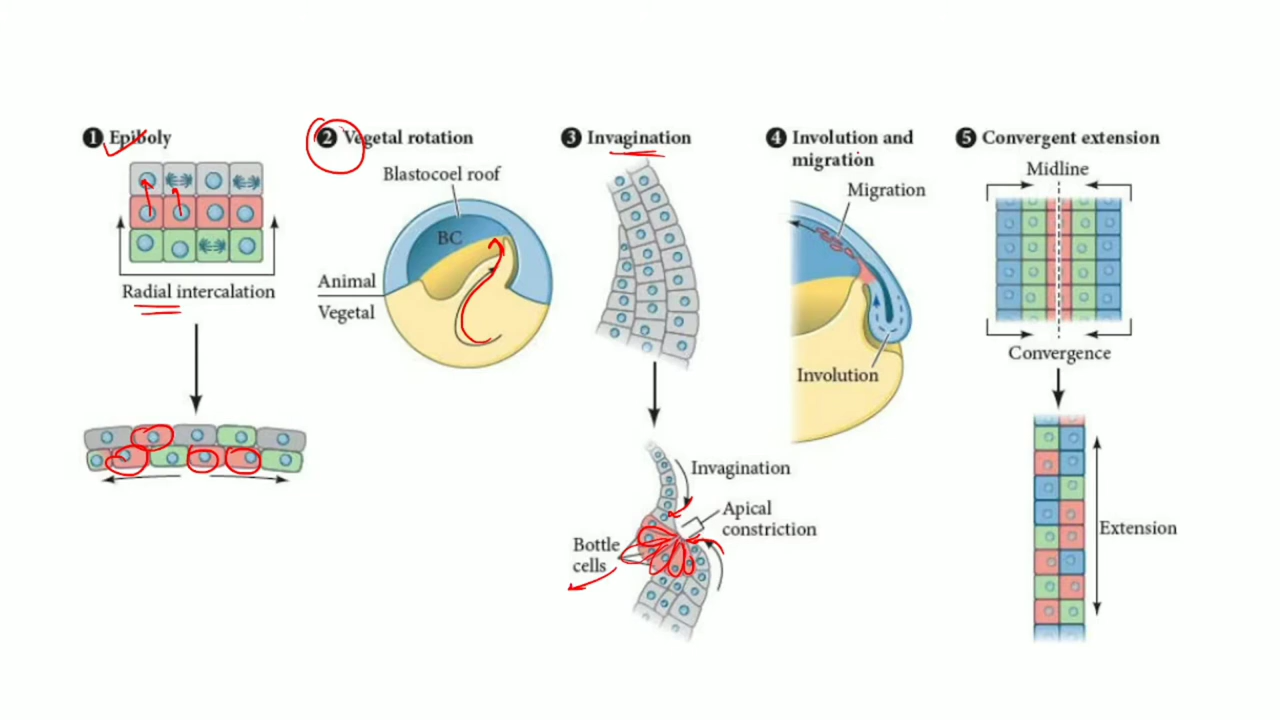 1 Epiboly
Radial intercalation
2 Vegetal rotation
Blastocoel roof
BC
Animal
Vegetal
3 Invagination
Invagination
Apical
constriction
Bottle
cells
4 Involution and
migration
Migration
Involution
5 Convergent extension
Midline
Convergence
Extension